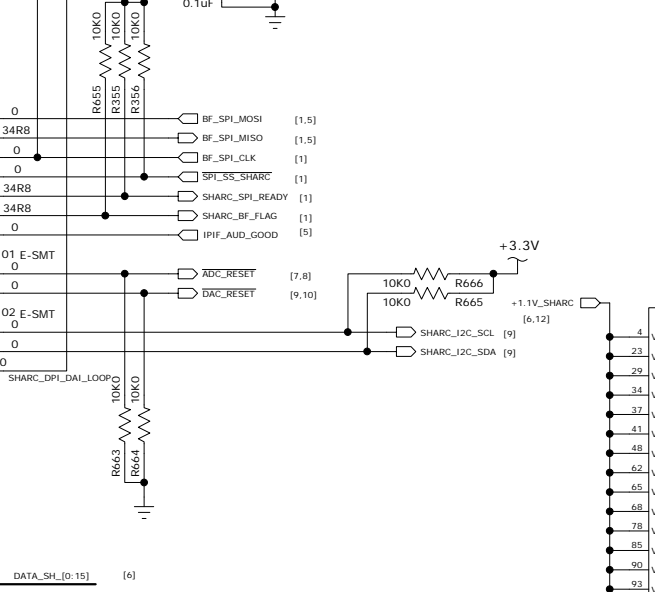 0.1uF
10K0 10K0 10K0
R655 R355 R356
0 BF_SPI_MOSI [1,5]
34R8 BF_SPI_MISO [1,5]
0 BF_SPI_CLK [1]
0 SPI_SS_SHARC [1]
34R8 SHARC_SPI_READY [1]
34R8 SHARC_BF_FLAG [1]
0 IPIF_AUD_GOOD [5]
01 E-SMT
0 ADC_RESET [7,8]
0 DAC_RESET [9,10]
02 E-SMT
0 SHARC_I2C_SCL [9]
0 SHARC_I2C_SDA [9]
0
SHARC_DPI_DAI_LOOP
+3.3V
10K0 R666
10K0 R665
10K0 10K0
R663 R664
+1.1V_SHARC
[6,12]
4
23
29
34
37
41
48
62
65
68
78
85
90
93
DATA_SH_[0:15] [6]